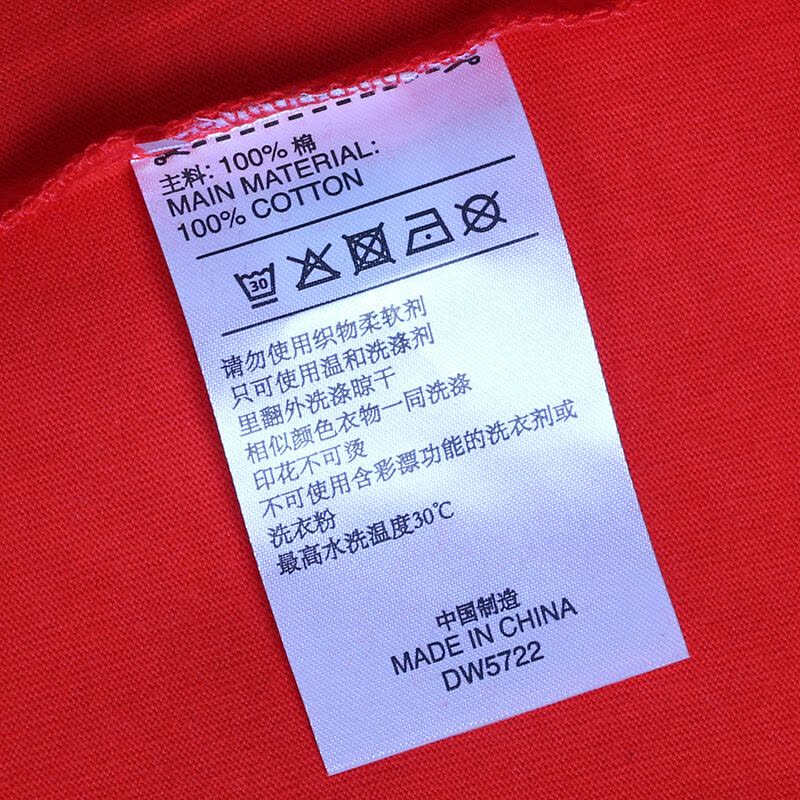 主料: 100% 棉
MAIN MATERIAL:
100% COTTON
30
请勿使用织物柔软剂
只可使用温和洗涤剂
里翻外洗涤晾干
相似颜色衣物一同洗涤
印花不可烫
不可使用含彩漂功能的洗衣剂或
洗衣粉
最高水洗温度30℃
中国制造
MADE IN CHINA
DW5722